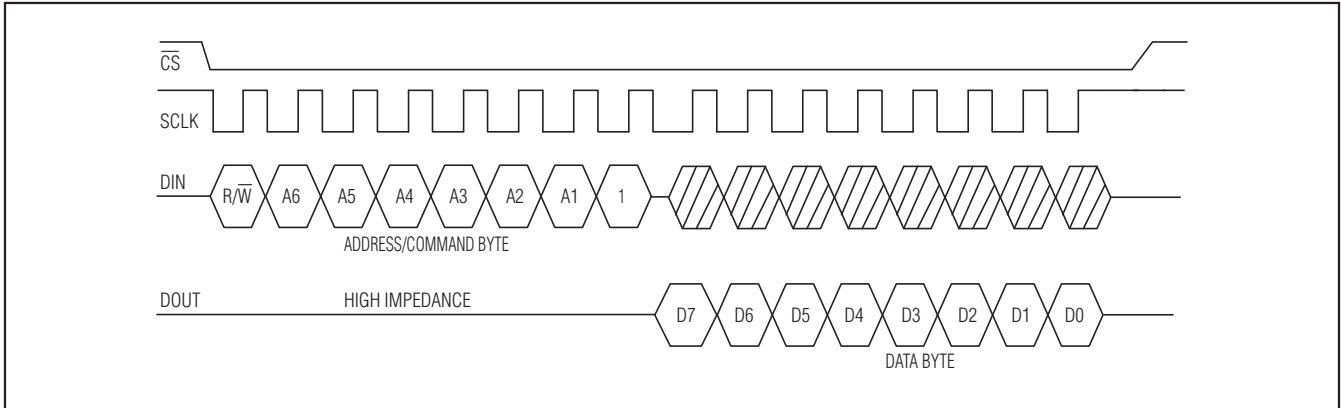 C̅S̅
SCLK
DIN R/W̅ A6 A5 A4 A3 A2 A1 1
ADDRESS/COMMAND BYTE
DOUT HIGH IMPEDANCE D7 D6 D5 D4 D3 D2 D1 D0
DATA BYTE